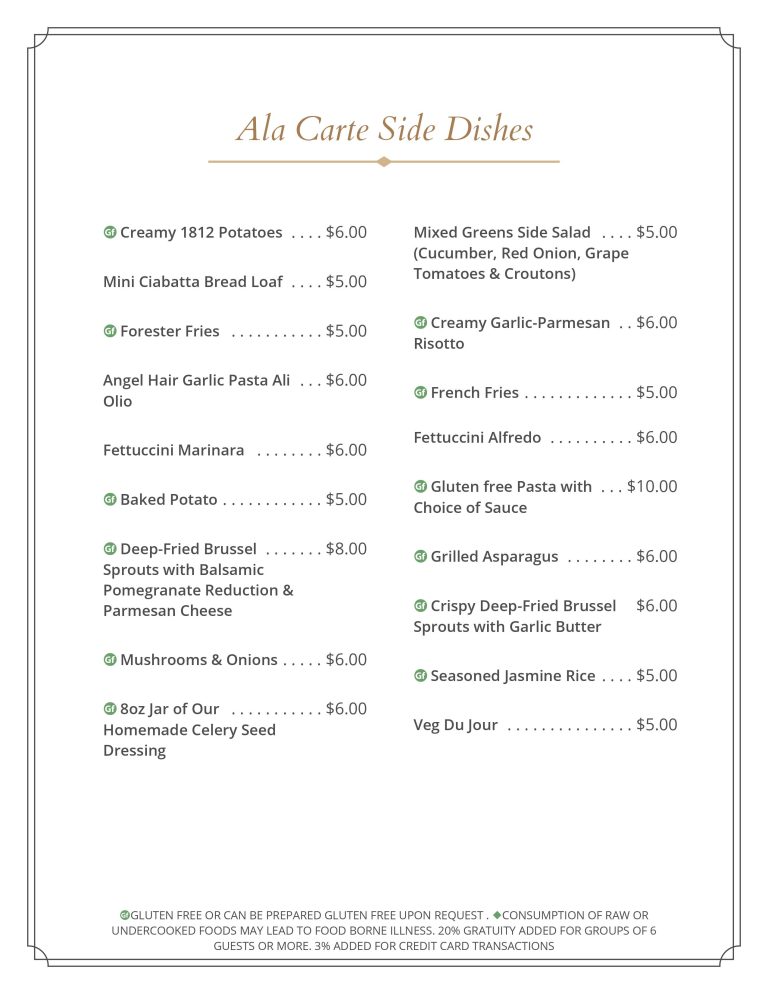 Ala Carte Side Dishes
Gf Creamy 1812 Potatoes . . . . $6.00
Mini Ciabatta Bread Loaf . . . . $5.00
Gf Forester Fries . . . . . . . . . . . $5.00
Angel Hair Garlic Pasta Ali . . . $6.00
Olio
Fettuccini Marinara . . . . . . . . $6.00
Gf Baked Potato . . . . . . . . . . . . $5.00
Gf Deep-Fried Brussel . . . . . . . $8.00
Sprouts with Balsamic
Pomegranate Reduction &
Parmesan Cheese
Gf Mushrooms & Onions . . . . . $6.00
Gf 8oz Jar of Our . . . . . . . . . . . $6.00
Homemade Celery Seed
Dressing
Mixed Greens Side Salad . . . . $5.00
(Cucumber, Red Onion, Grape
Tomatoes & Croutons)
Gf Creamy Garlic-Parmesan . . $6.00
Risotto
Gf French Fries . . . . . . . . . . . . . $5.00
Fettuccini Alfredo . . . . . . . . . . $6.00
Gf Gluten free Pasta with . . . $10.00
Choice of Sauce
Gf Grilled Asparagus . . . . . . . . $6.00
Gf Crispy Deep-Fried Brussel $6.00
Sprouts with Garlic Butter
Gf Seasoned Jasmine Rice . . . . $5.00
Veg Du Jour . . . . . . . . . . . . . . . $5.00
Gf GLUTEN FREE OR CAN BE PREPARED GLUTEN FREE UPON REQUEST . ◆CONSUMPTION OF RAW OR
UNDERCOOKED FOODS MAY LEAD TO FOOD BORNE ILLNESS. 20% GRATUITY ADDED FOR GROUPS OF 6
GUESTS OR MORE. 3% ADDED FOR CREDIT CARD TRANSACTIONS